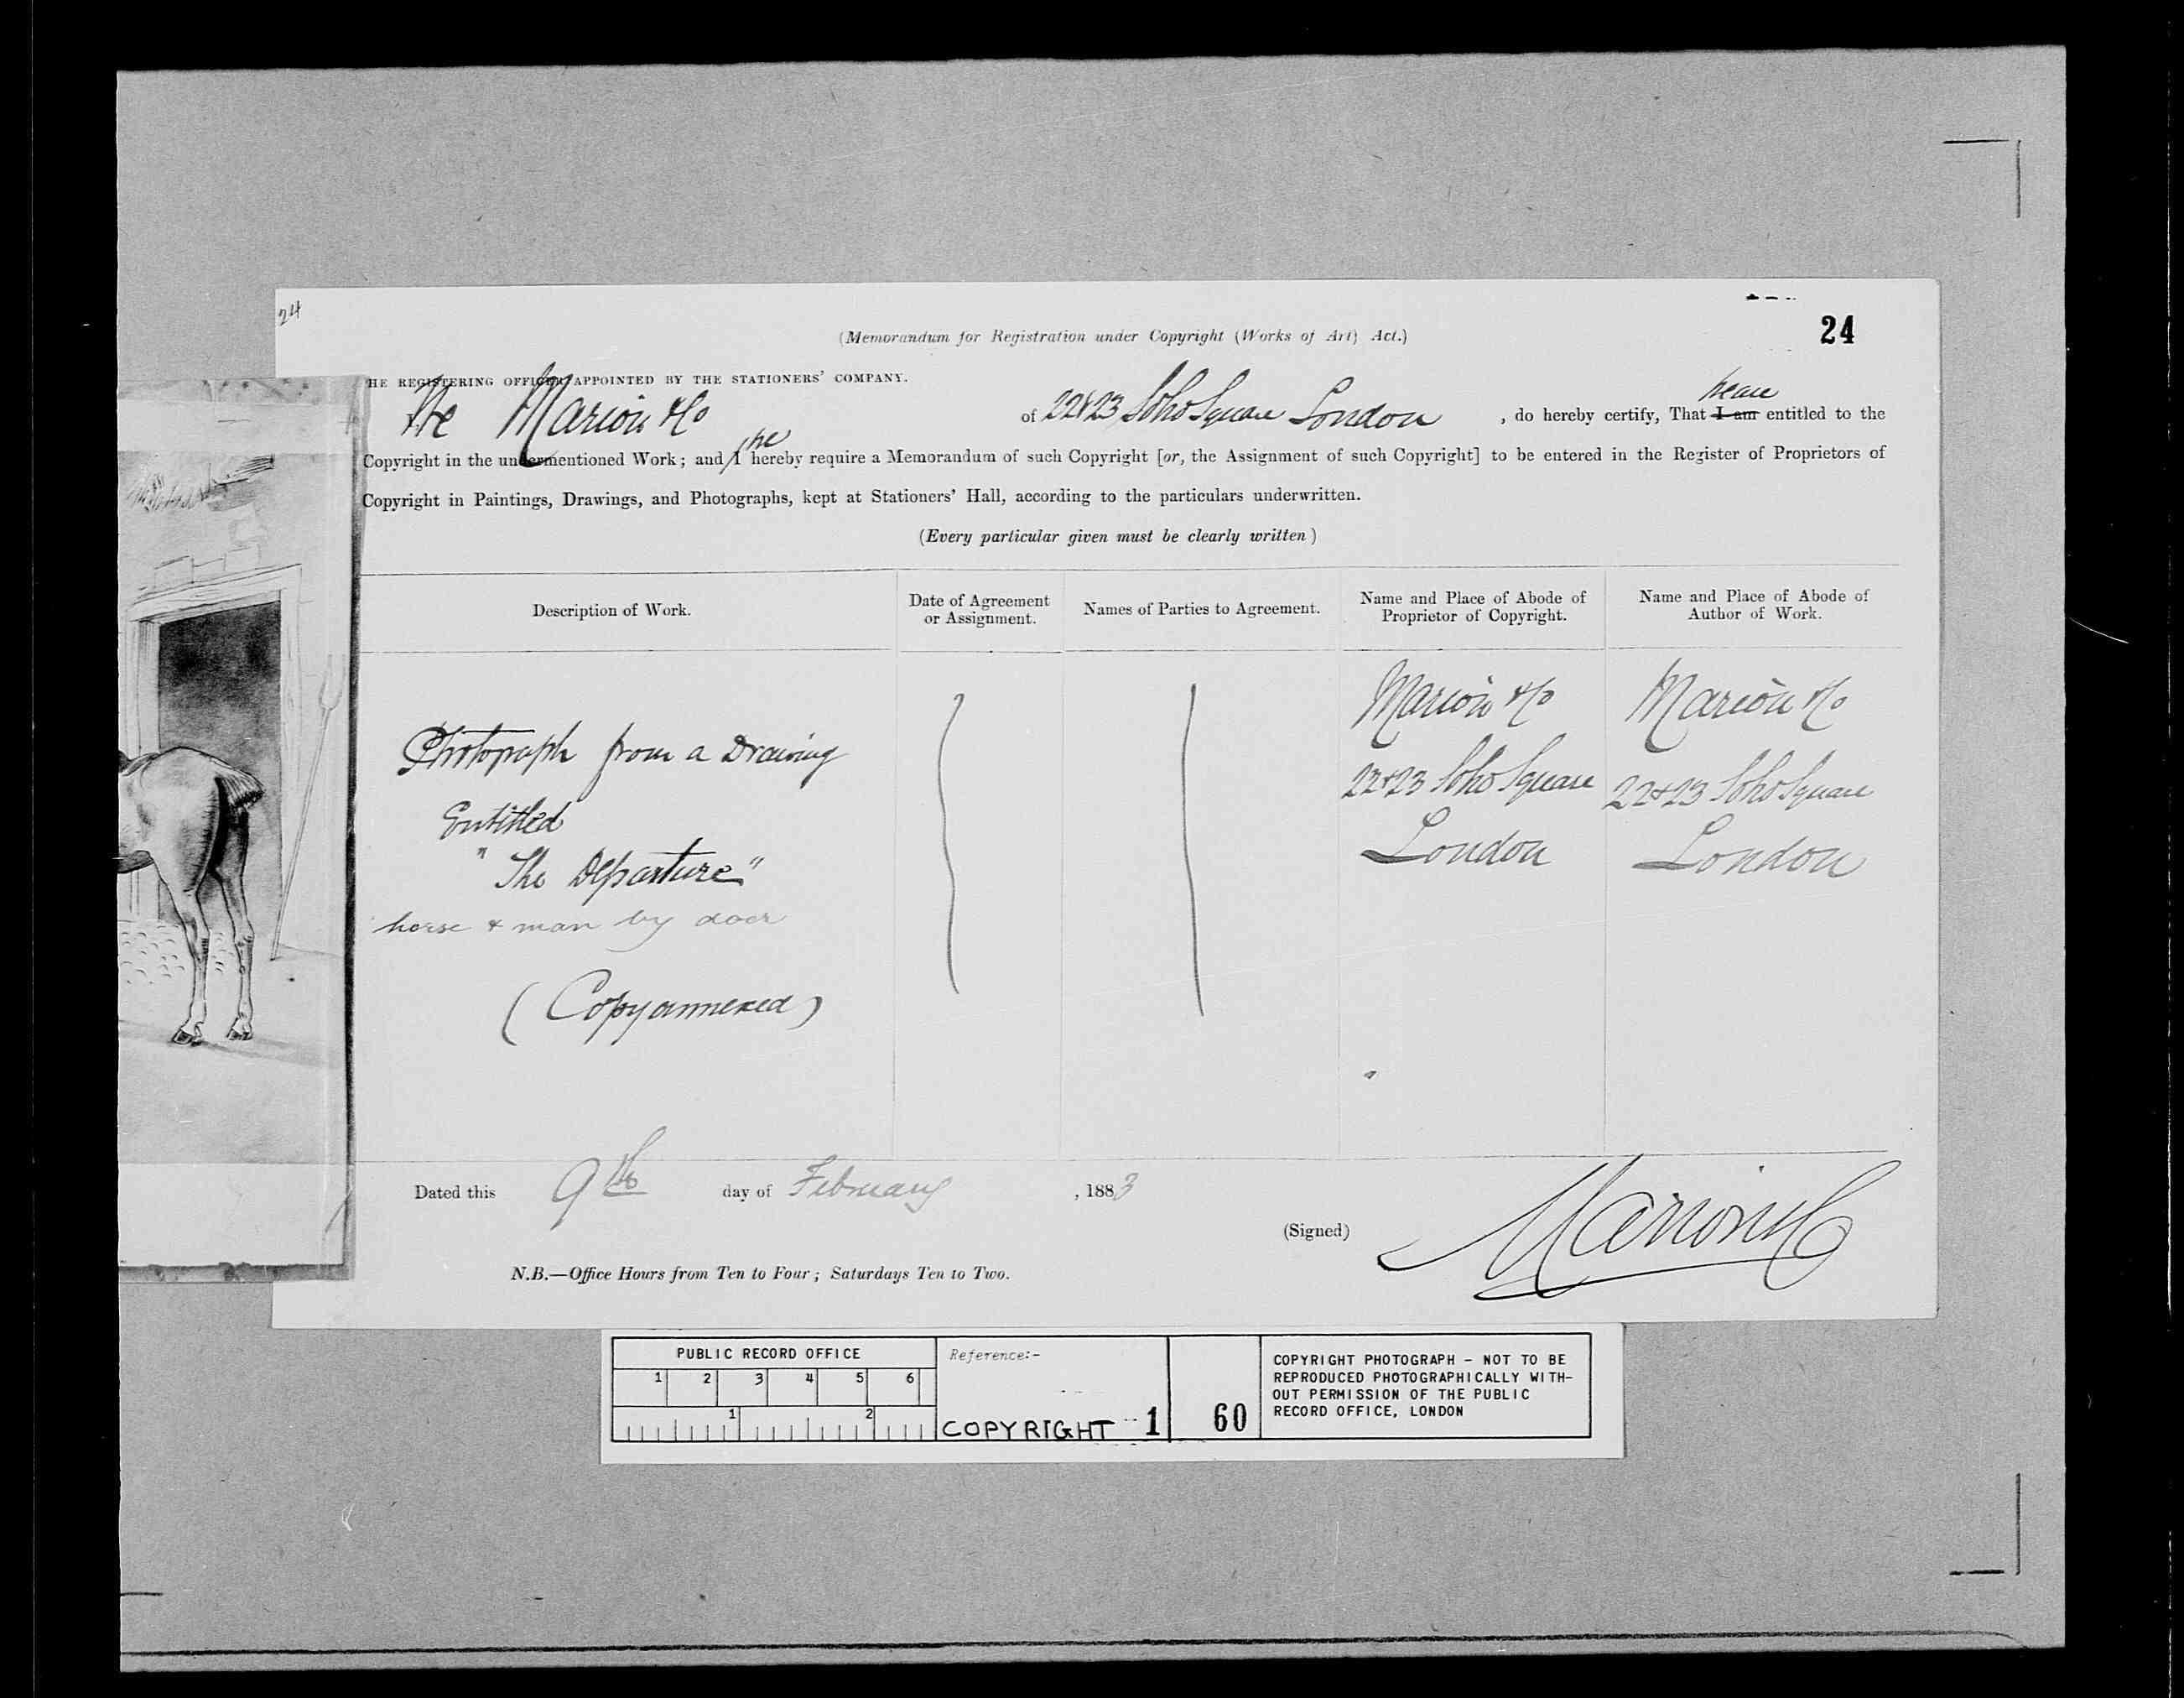 24
(Memorandum for Registration under Copyright (Works of Art) Act.)
24
HE REGISTERING OFFICER APPOINTED BY THE STATIONERS' COMPANY.
We Marion & Co of 22 & 23 Soho Square London, do hereby certify, That I am we are entitled to the
Copyright in the undermentioned Work; and I we hereby require a Memorandum of such Copyright [or, the Assignment of such Copyright] to be entered in the Register of Proprietors of
Copyright in Paintings, Drawings, and Photographs, kept at Stationers' Hall, according to the particulars underwritten.
(Every particular given must be clearly written)
Description of Work.
Date of Agreement
or Assignment.
Names of Parties to Agreement.
Name and Place of Abode of
Proprietor of Copyright.
Name and Place of Abode of
Author of Work.
Photograph from a Drawing
Entitled
"The Departure"
horse & man by door
(Copy annexed)
Marion & Co
22 & 23 Soho Square
London
Marion & Co
22 & 23 Soho Square
London
Dated this 9th day of February, 1883
(Signed) Marion & Co
N.B.—Office Hours from Ten to Four; Saturdays Ten to Two.
PUBLIC RECORD OFFICE
1 2 3 4 5 6
1 2
Reference:-
COPYRIGHT 1
60
COPYRIGHT PHOTOGRAPH - NOT TO BE
REPRODUCED PHOTOGRAPHICALLY WITH-
OUT PERMISSION OF THE PUBLIC
RECORD OFFICE, LONDON